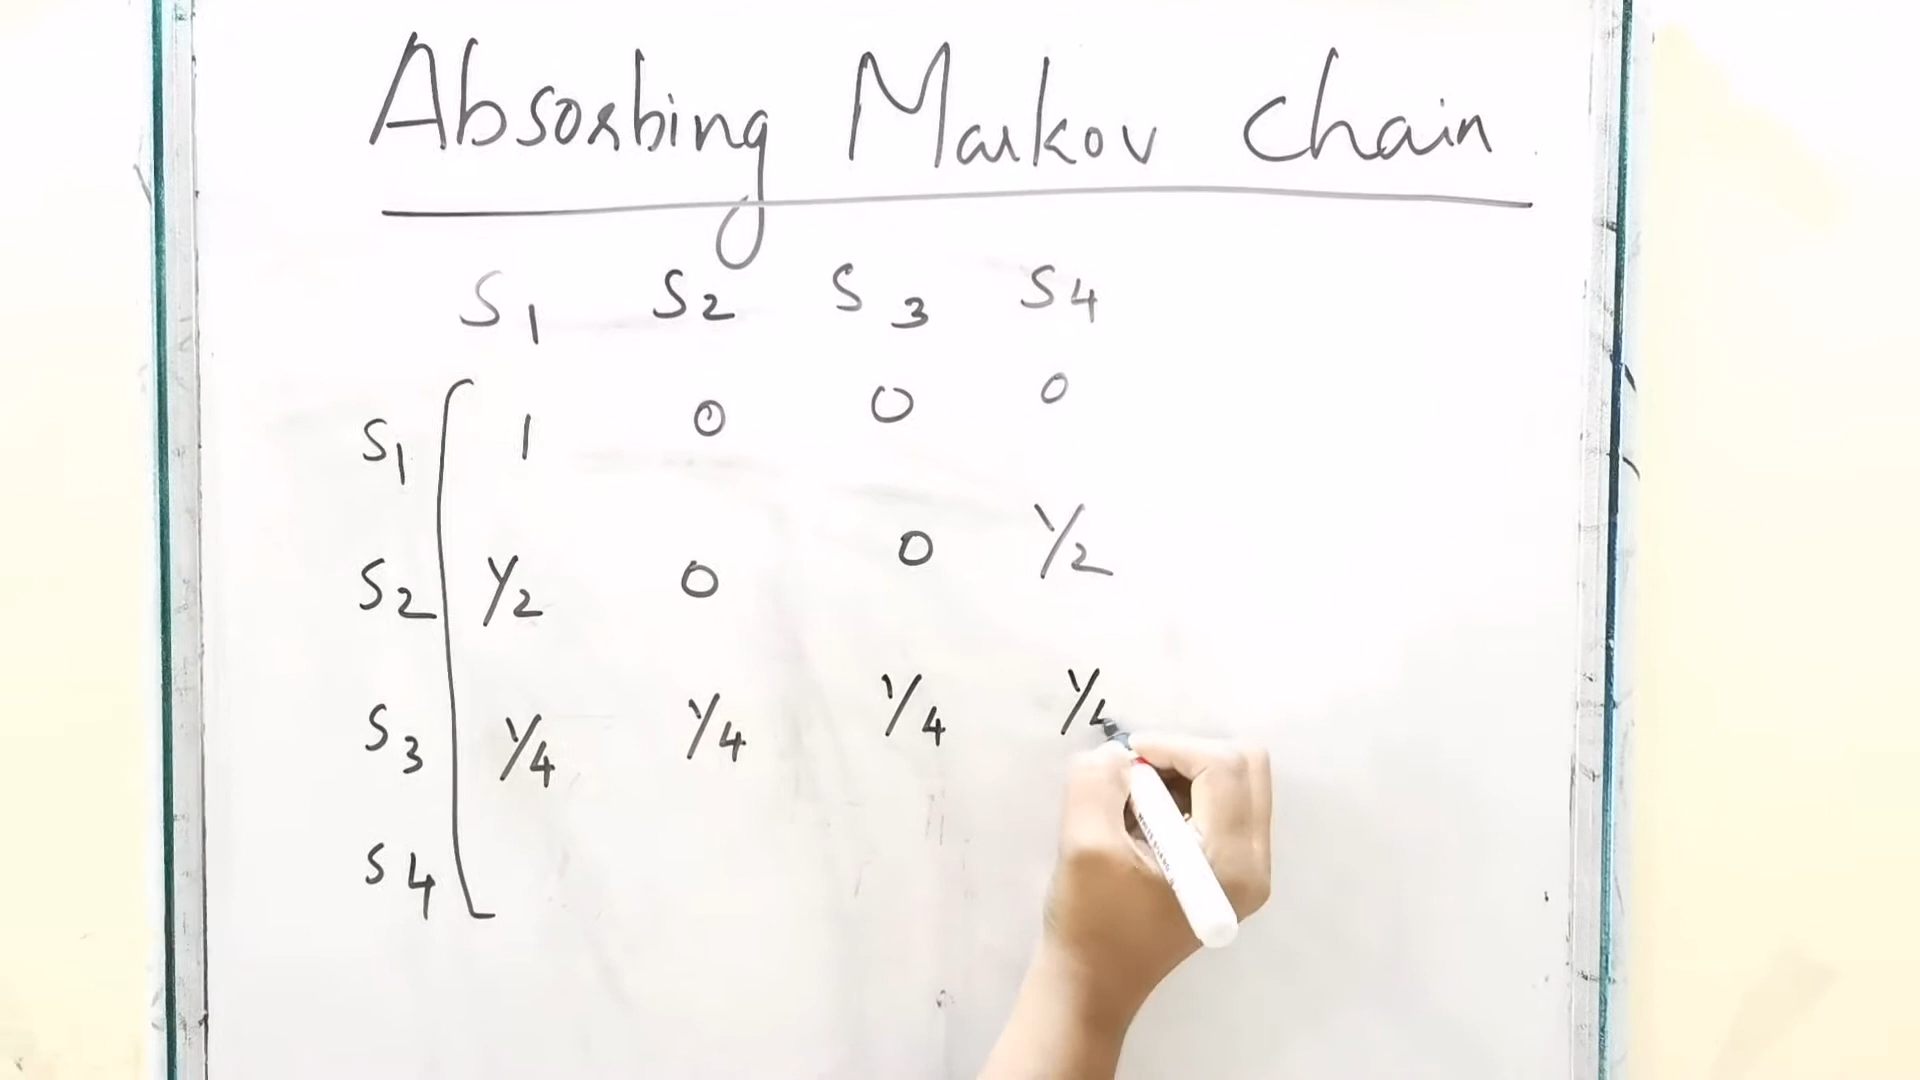 Absorbing Markov chain
S1 S2 S3 S4
S1 1 0 0 0
S2 1/2 0 0 1/2
S3 1/4 1/4 1/4 1/4
S4